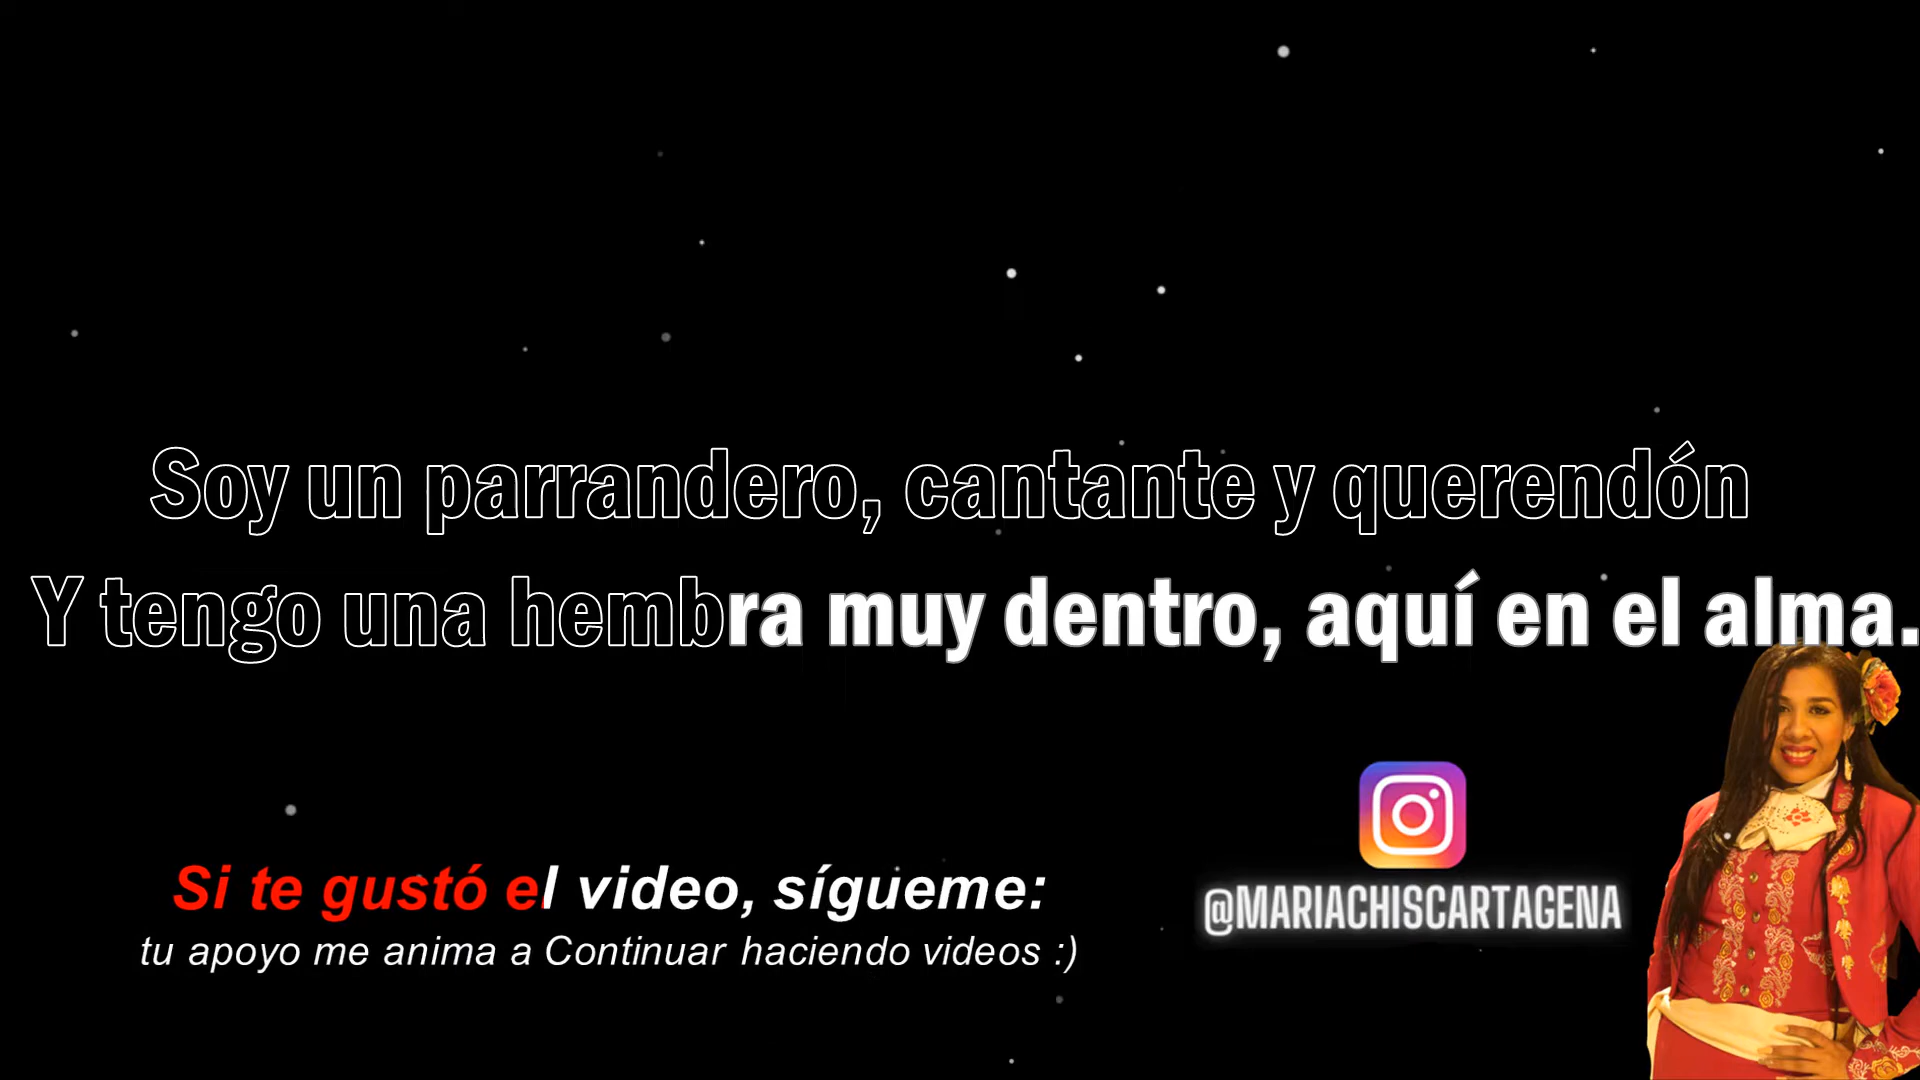 Soy un parrandero, cantante y querendón
Y tengo una hembra muy dentro, aquí en el alma.
Si te gustó el video, sígueme:
tu apoyo me anima a Continuar haciendo videos :)
@MARIACHISCARTAGENA